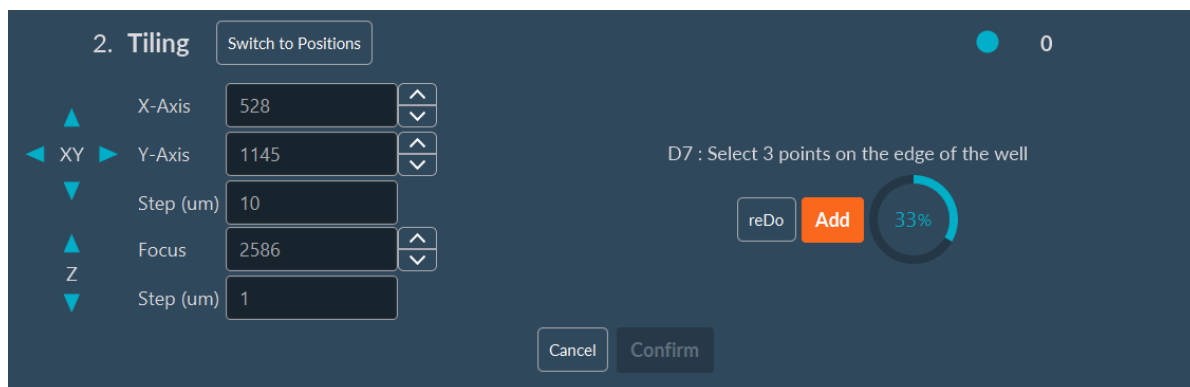 2. Tiling Switch to Positions 0
X-Axis 528
XY Y-Axis 1145
D7 : Select 3 points on the edge of the well
Step (um) 10
reDo Add 33%
Focus 2586
Z
Step (um) 1
Cancel Confirm